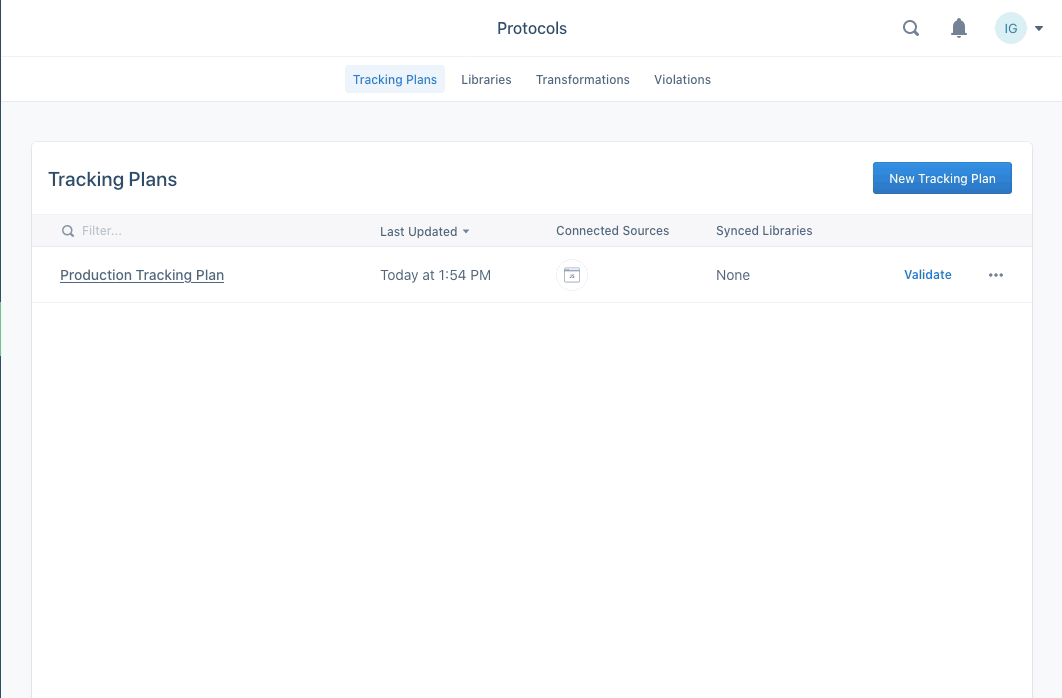 Protocols
IG
Tracking Plans Libraries Transformations Violations
Tracking Plans
New Tracking Plan
Filter... Last Updated Connected Sources Synced Libraries
Production Tracking Plan Today at 1:54 PM None Validate